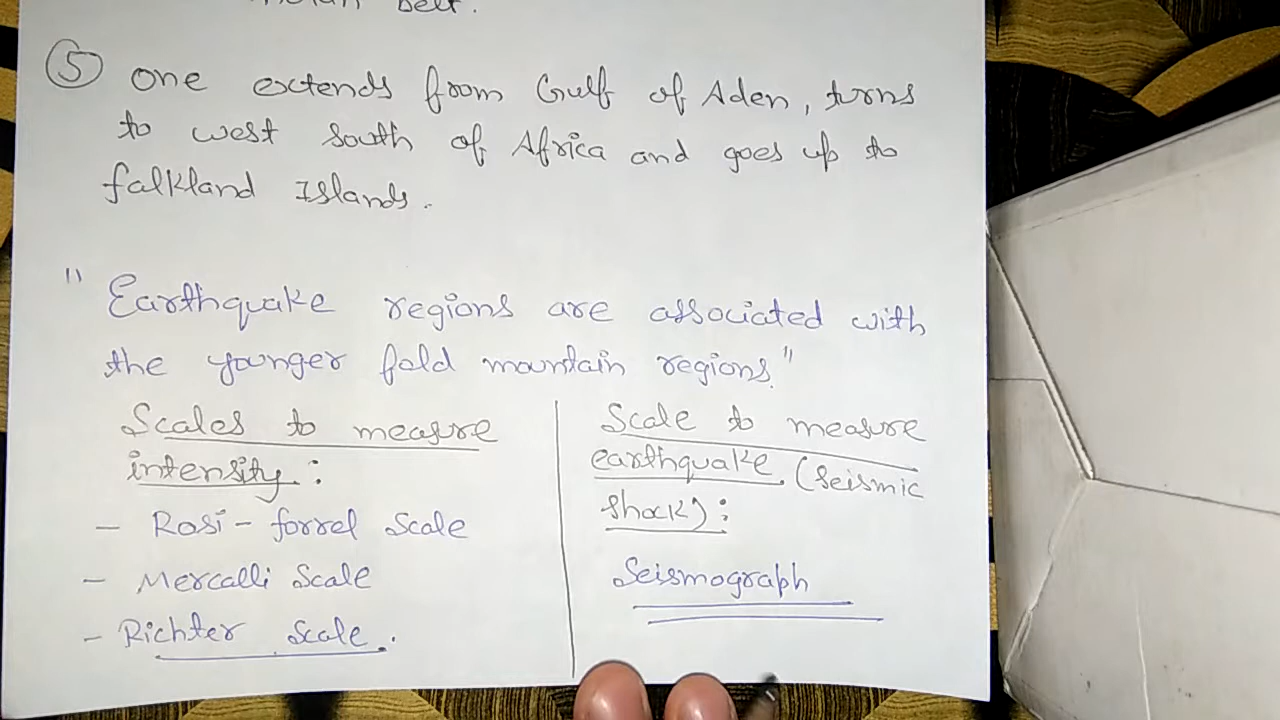 belt.
⑤ One extends from Gulf of Aden, turns
to west south of Africa and goes up to
falkland Islands.
" Earthquake regions are associated with
the younger fold mountain regions."
Scales to measure
intensity :
- Rosi - forrel Scale
- Mercalli Scale
- Richter Scale.
Scale to measure
earthquake (Seismic
Shock) :
Seismograph